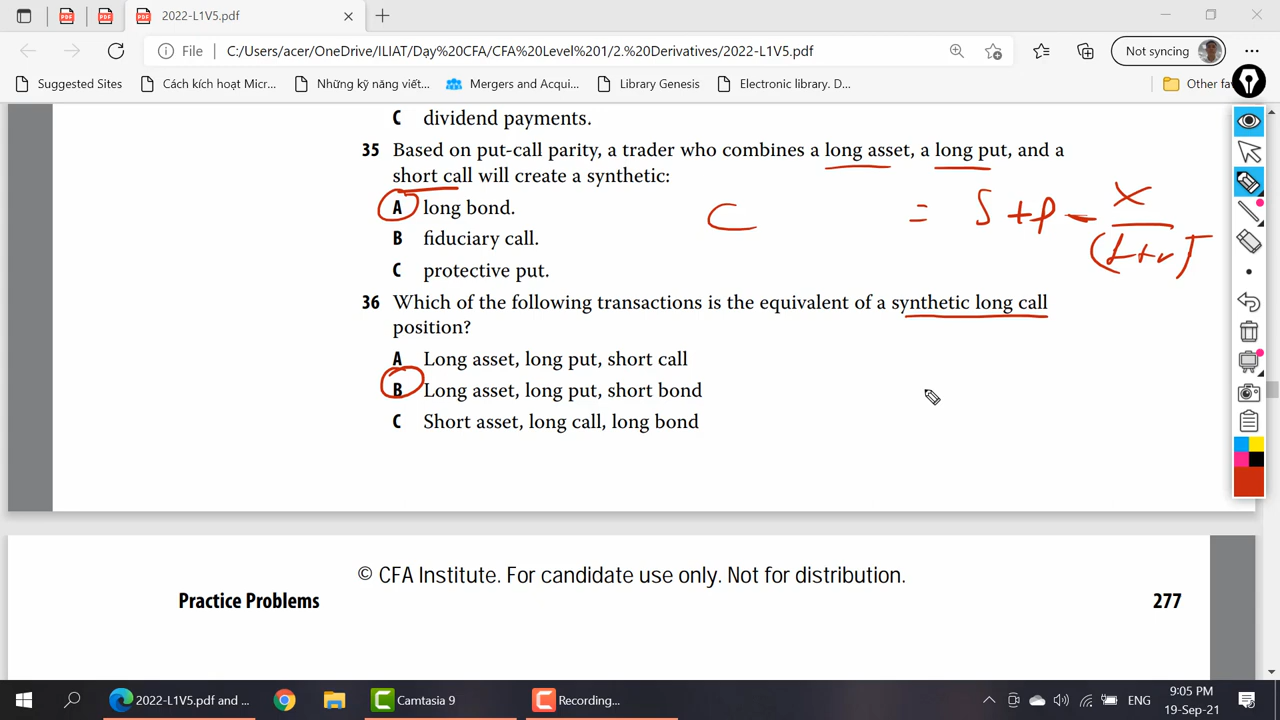 2022-L1V5.pdf
File C:/Users/acer/OneDrive/ILIAT/Day%20CFA/CFA%20Level%201/2.%20Derivatives/2022-L1V5.pdf Not syncing
Suggested Sites Cách kích hoạt Micr... Những kỹ năng viết... Mergers and Acqui... Library Genesis Electronic library. D... Other fav
C dividend payments.
35 Based on put-call parity, a trader who combines a long asset, a long put, and a
short call will create a synthetic:
A long bond.
C = S + P - X / (1+r)^T
B fiduciary call.
C protective put.
36 Which of the following transactions is the equivalent of a synthetic long call
position?
A Long asset, long put, short call
B Long asset, long put, short bond
C Short asset, long call, long bond
© CFA Institute. For candidate use only. Not for distribution.
Practice Problems 277
2022-L1V5.pdf and ... Camtasia 9 Recording... ENG 9:05 PM
19-Sep-21